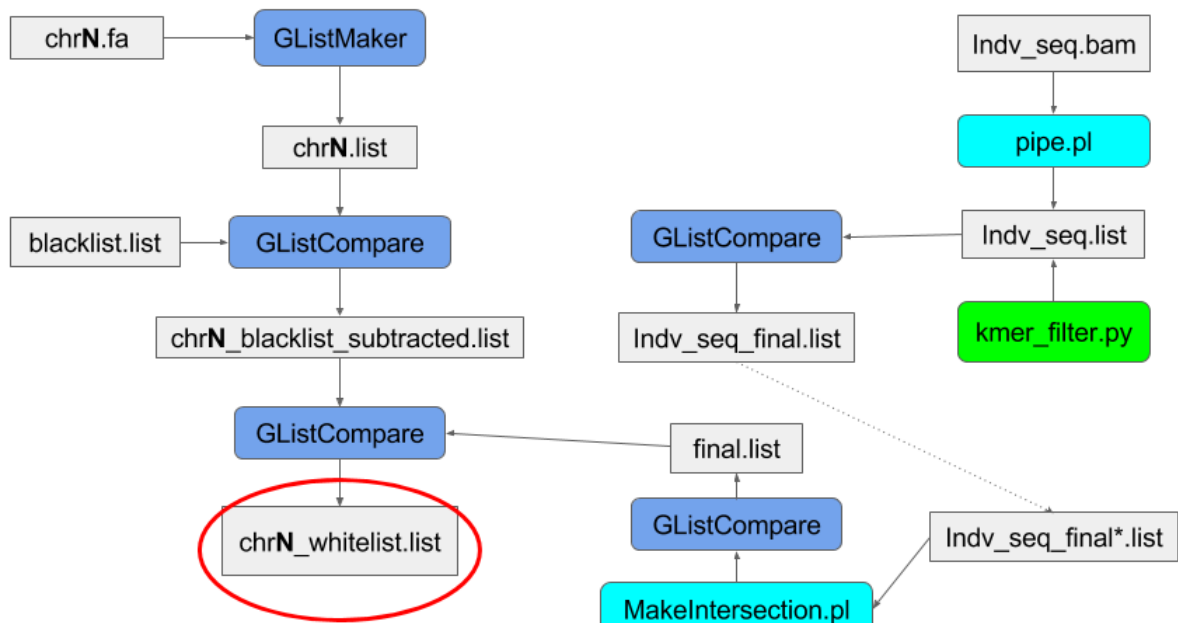 chrN.fa
GListMaker
chrN.list
blacklist.list
GListCompare
chrN_blacklist_subtracted.list
GListCompare
chrN_whitelist.list
Indv_seq.bam
pipe.pl
GListCompare
Indv_seq.list
Indv_seq_final.list
kmer_filter.py
final.list
GListCompare
Indv_seq_final*.list
MakeIntersection.pl